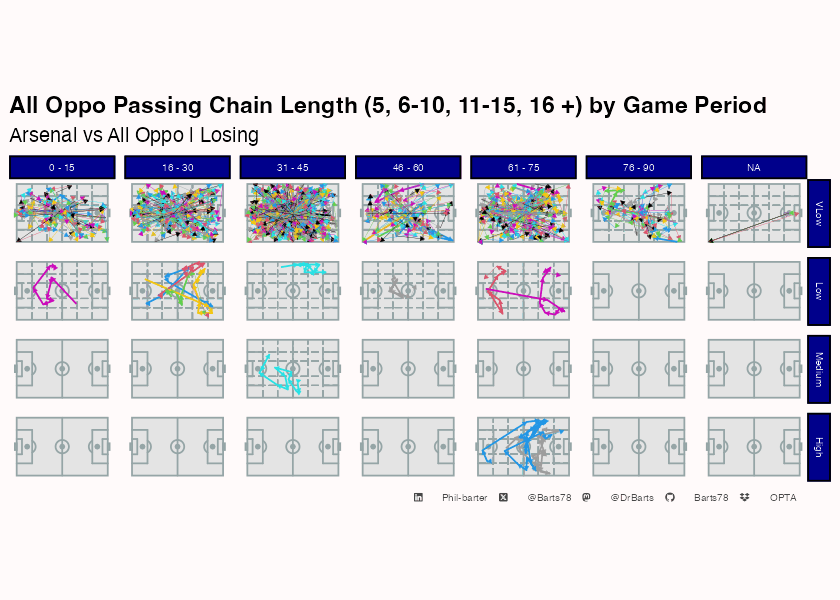 All Oppo Passing Chain Length (5, 6-10, 11-15, 16 +) by Game Period
Arsenal vs All Oppo | Losing
0 - 15 16 - 30 31 - 45 46 - 60 61 - 75 76 - 90 NA
VLow
Low
Medium
High
Phil-barter @Barts78 @DrBarts Barts78 OPTA